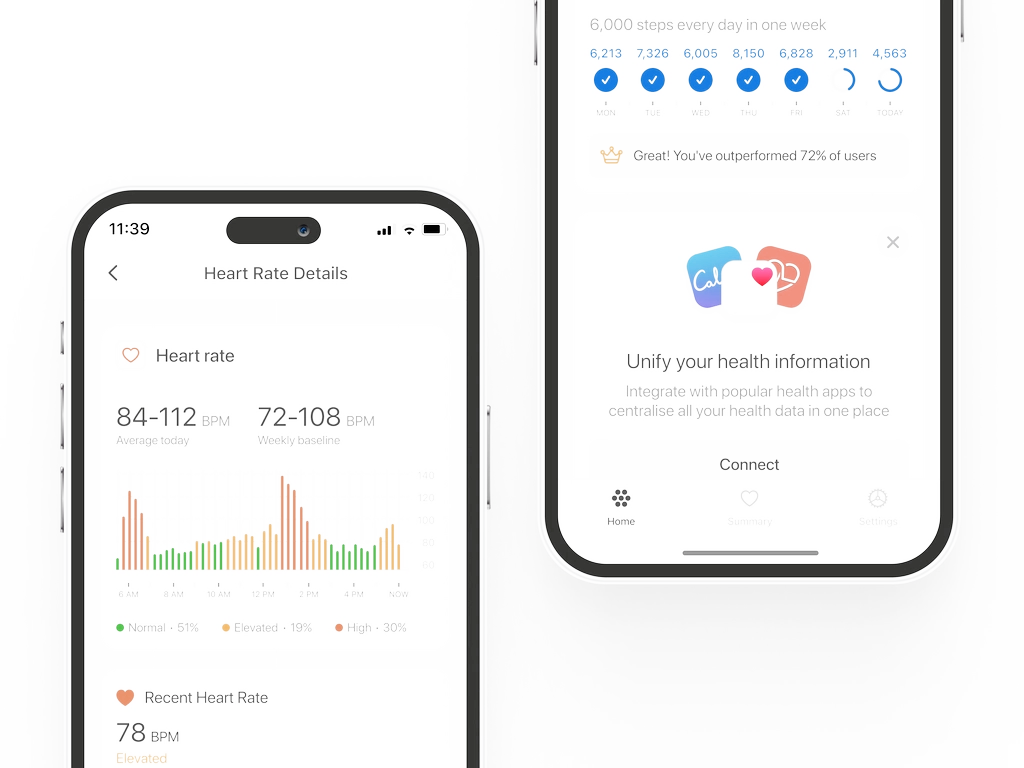 6,000 steps every day in one week
6,213 7,326 6,005 8,150 6,828 2,911 4,563
MON TUE WED THU FRI SAT TODAY
Great! You've outperformed 72% of users
Cal
Unify your health information
Integrate with popular health apps to
centralise all your health data in one place
Connect
Home Summary Settings
11:39
Heart Rate Details
Heart rate
84-112 BPM 72-108 BPM
Average today Weekly baseline
140
120
100
80
60
6 AM 8 AM 10 AM 12 PM 2 PM 4 PM NOW
Normal · 51% Elevated · 19% High · 30%
Recent Heart Rate
78 BPM
Elevated